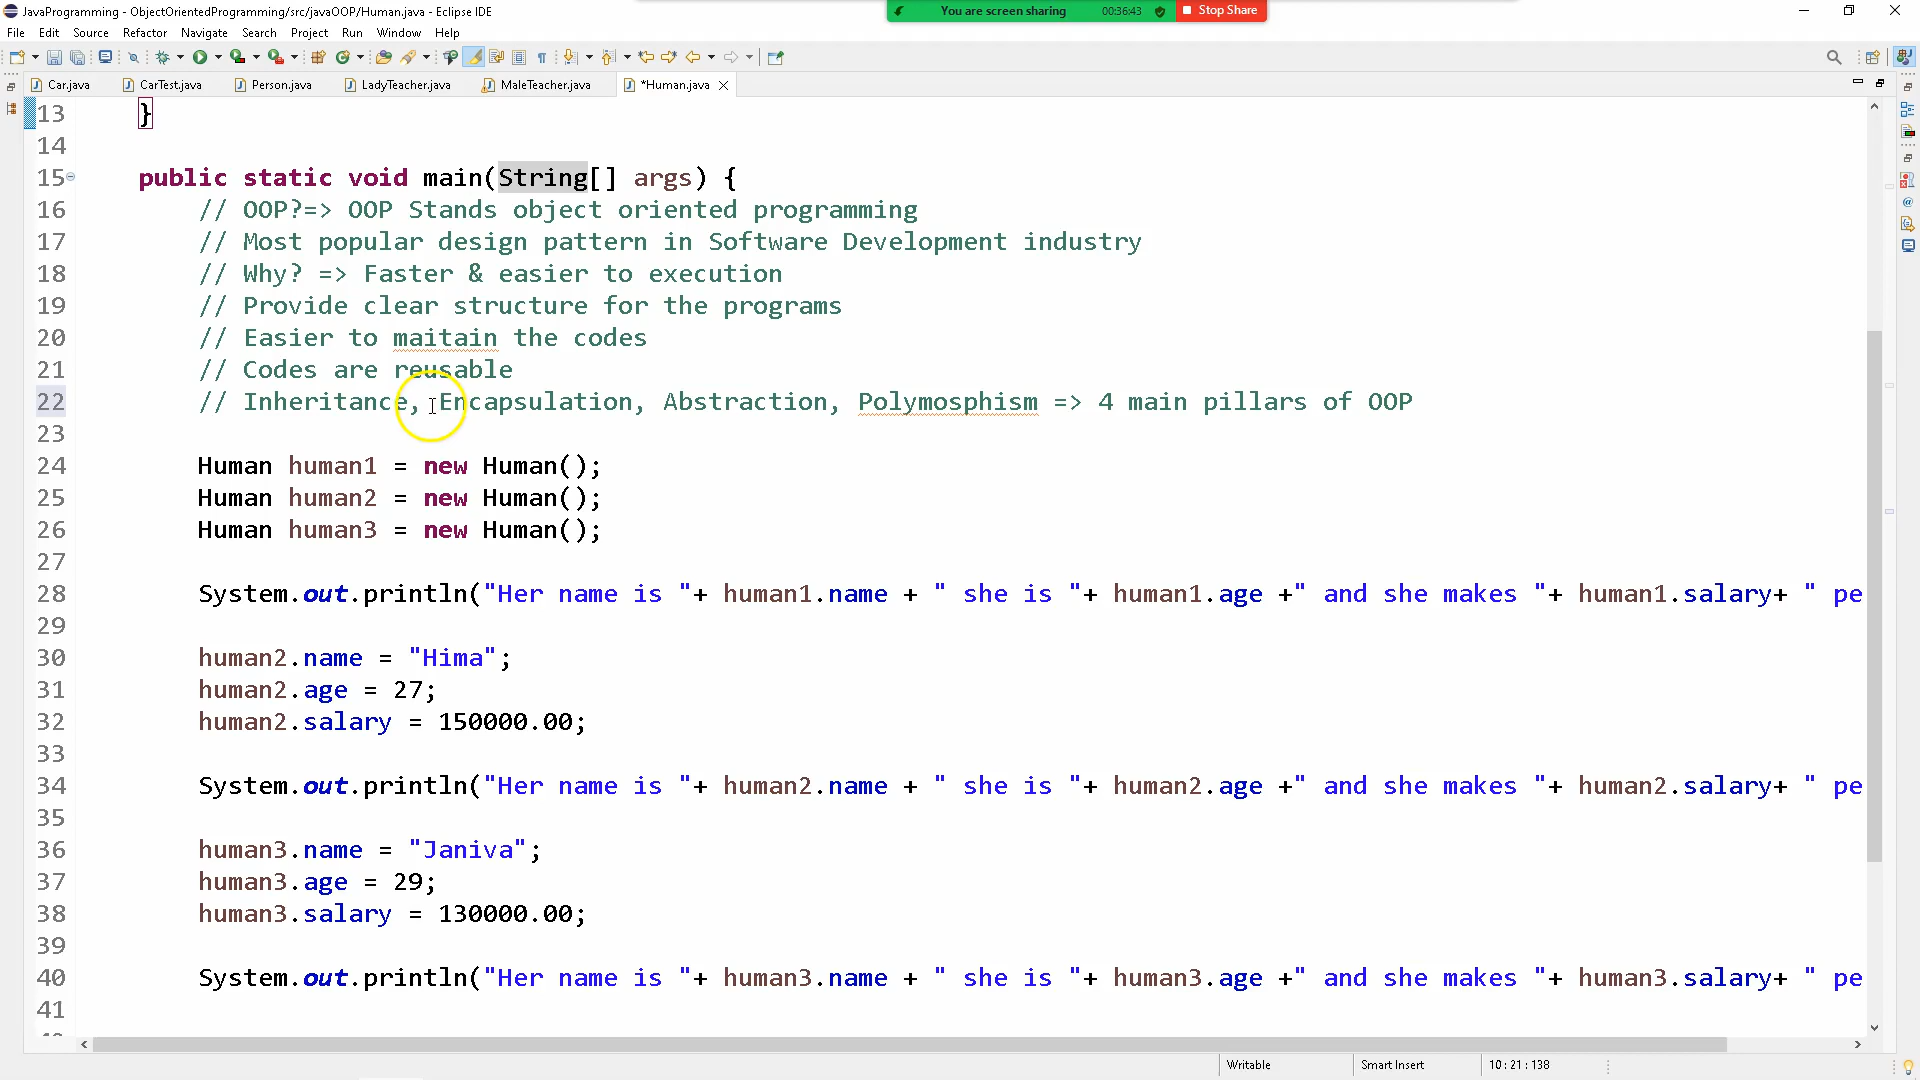 JavaProgramming - ObjectOrientedProgramming/src/javaOOP/Human.java - Eclipse IDE
You are screen sharing 00:36:43 Stop Share
File Edit Source Refactor Navigate Search Project Run Window Help
Car.java CarTest.java Person.java LadyTeacher.java MaleTeacher.java *Human.java
13 }
14
15 public static void main(String[] args) {
16 // OOP?=> OOP Stands object oriented programming
17 // Most popular design pattern in Software Development industry
18 // Why? => Faster & easier to execution
19 // Provide clear structure for the programs
20 // Easier to maitain the codes
21 // Codes are reusable
22 // Inheritance, Encapsulation, Abstraction, Polymosphism => 4 main pillars of OOP
23
24 Human human1 = new Human();
25 Human human2 = new Human();
26 Human human3 = new Human();
27
28 System.out.println("Her name is "+ human1.name + " she is "+ human1.age +" and she makes "+ human1.salary+ " pe
29
30 human2.name = "Hima";
31 human2.age = 27;
32 human2.salary = 150000.00;
33
34 System.out.println("Her name is "+ human2.name + " she is "+ human2.age +" and she makes "+ human2.salary+ " pe
35
36 human3.name = "Janiva";
37 human3.age = 29;
38 human3.salary = 130000.00;
39
40 System.out.println("Her name is "+ human3.name + " she is "+ human3.age +" and she makes "+ human3.salary+ " pe
41
Writable Smart Insert 10 : 21 : 138